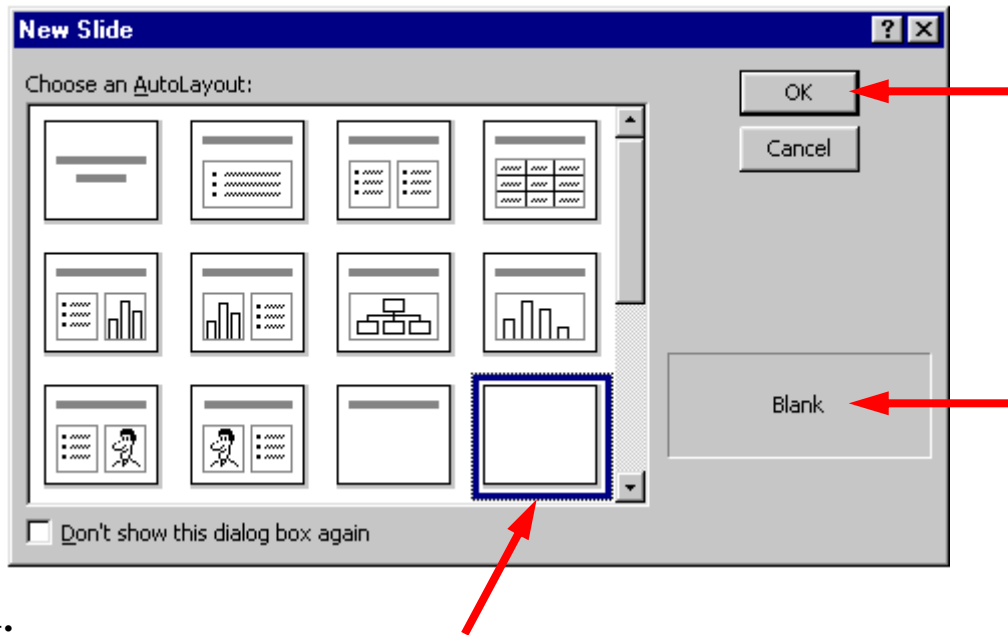 New Slide
Choose an AutoLayout:
OK
Cancel
Blank
Don't show this dialog box again